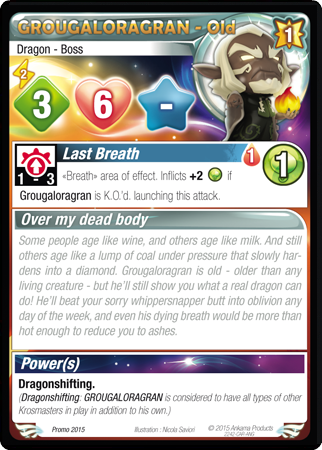 GROUGALORAGRAN - Old
1
Dragon - Boss
2
3 6 -
Last Breath 1 1
1 - 3
«Breath» area of effect. Inflicts +2 if
Grougaloragran is K.O.'d. launching this attack.
Over my dead body
Some people age like wine, and others age like milk. And still
others age like a lump of coal under pressure that slowly har-
dens into a diamond. Grougaloragran is old - older than any
living creature - but he'll still show you what a real dragon can
do! He'll beat your sorry whippersnapper butt into oblivion any
day of the week, and even his dying breath would be more than
hot enough to reduce you to ashes.
Power(s)
Dragonshifting.
(Dragonshifting: GROUGALORAGRAN is considered to have all types of other
Krosmasters in play in addition to his own.)
Promo 2015 Illustration : Nicola Saviori © 2015 Ankama Products
2242 CAR-ANG